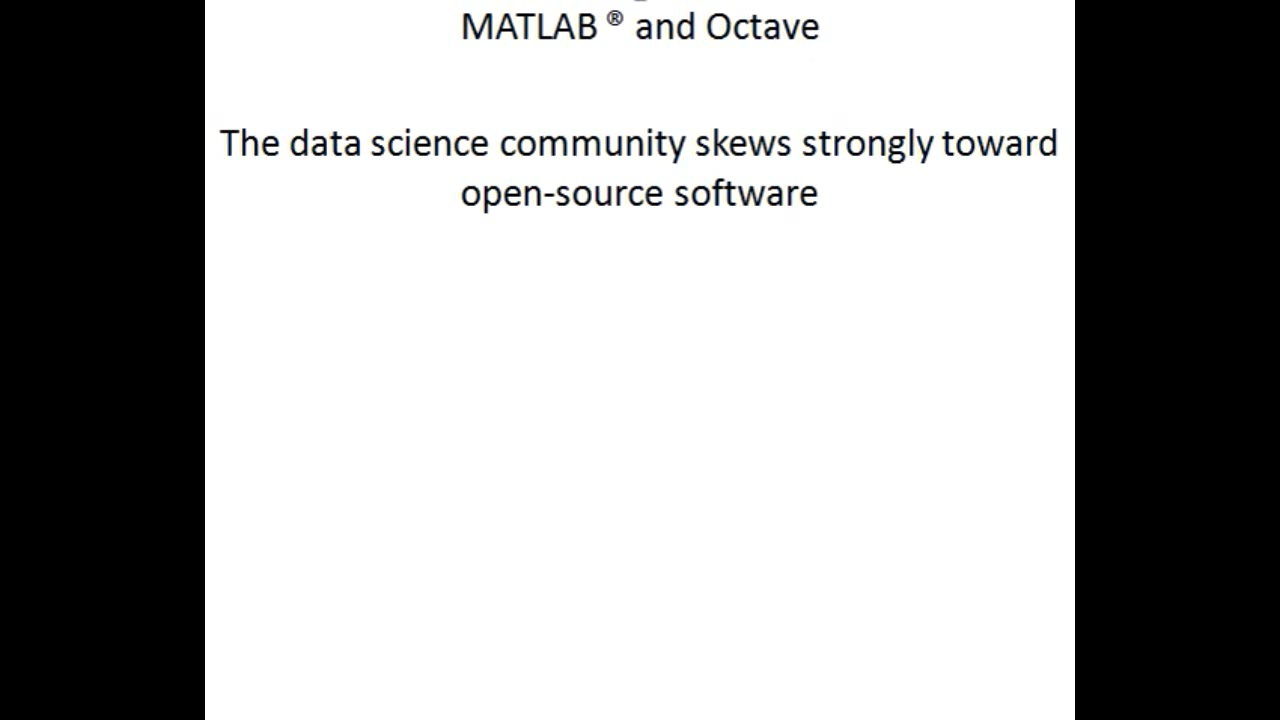 MATLAB ® and Octave
The data science community skews strongly toward
open-source software